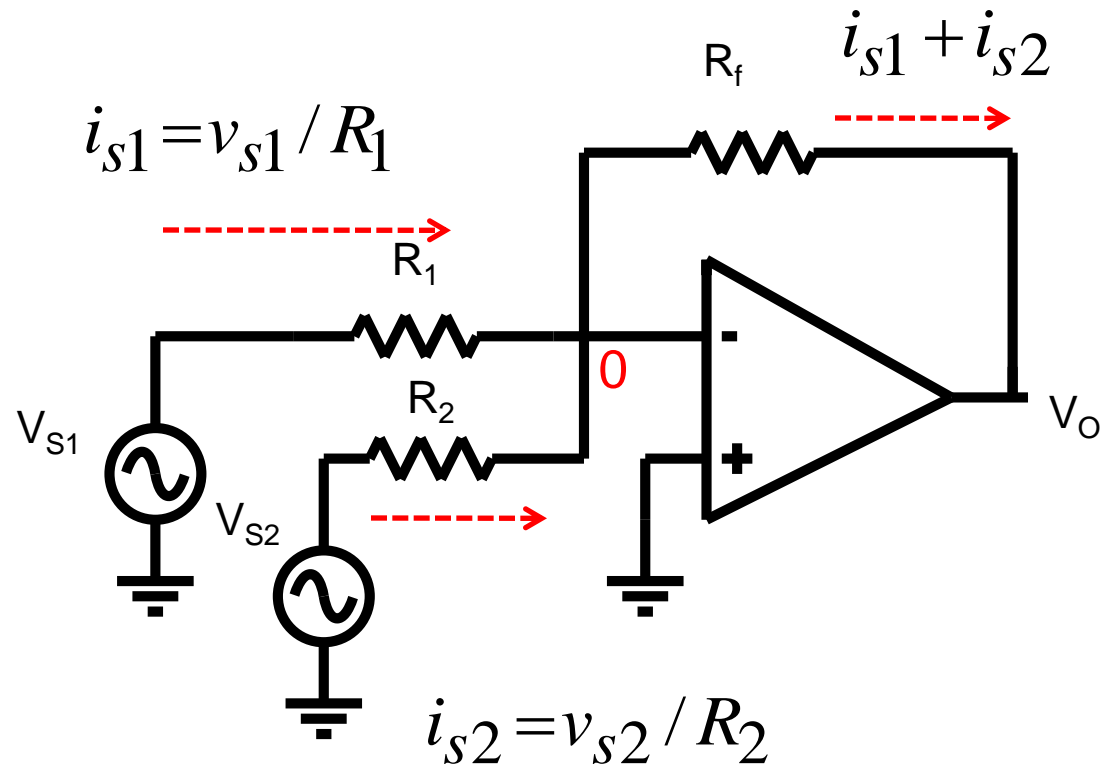 i_{s1} + i_{s2}
R_f
i_{s1} = v_{s1} / R_1
R_1
-
0
R_2
V_{S1}
V_O
+
V_{S2}
i_{s2} = v_{s2} / R_2